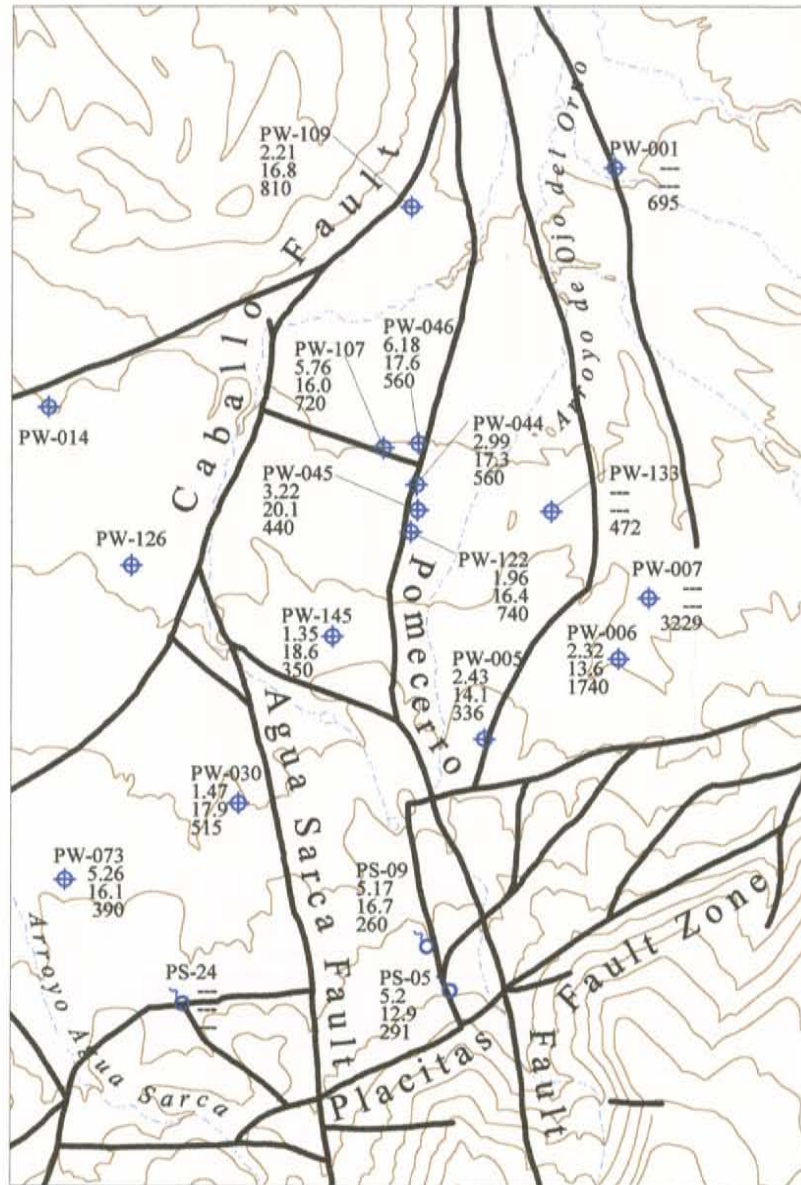 PW-109
2.21
16.8
810
PW-001
---
---
695
Arroyo de Ojo del Orno
Caballo Fault
PW-046
6.18
17.6
560
PW-107
5.76
16.0
720
PW-014
PW-044
2.99
17.3
560
PW-045
3.22
20.1
440
PW-133
---
---
472
PW-126
PW-122
1.96
16.4
740
PW-007
---
---
3229
PW-145
1.35
18.6
350
PW-006
2.32
13.6
1740
PW-005
2.43
14.1
336
Pomecerro Fault
Agua Sarca Fault
PW-030
1.47
17.9
515
PW-073
5.26
16.1
390
PS-09
5.17
16.7
260
PS-24
---
---
--
PS-05
5.2
12.9
291
Arroyo Agua Sarca
Placitas Fault Zone